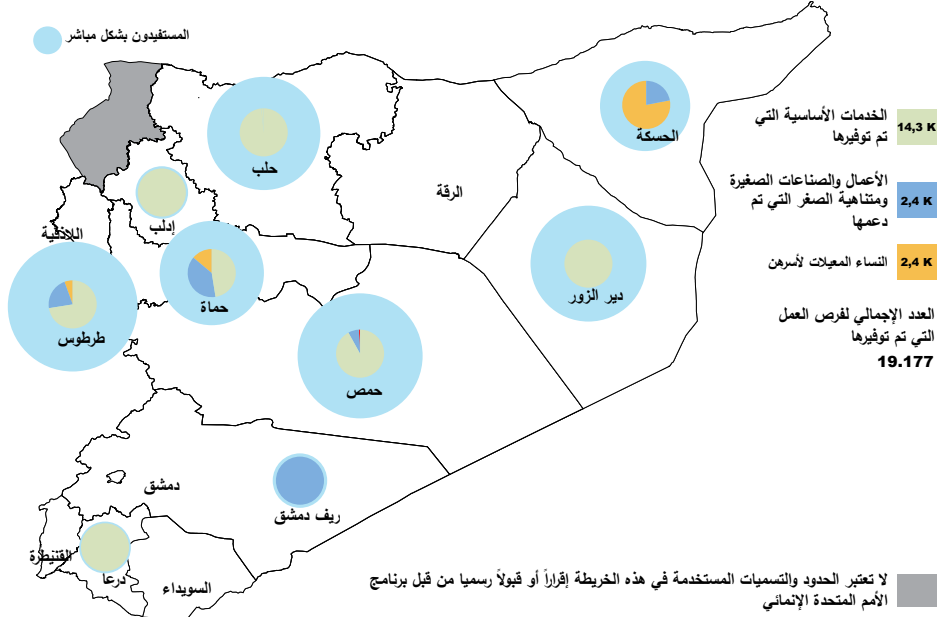 المستفيدون بشكل مباشر
الحسكة
حلب
الرقة
إدلب
اللاذقية
حماة
دير الزور
طرطوس
حمص
دمشق
ريف دمشق
القنيطرة
درعا
السويداء
14,3 K
الخدمات الأساسية التي
تم توفيرها
2,4 K
الأعمال والصناعات الصغيرة
ومتناهية الصغر التي تم
دعمها
2,4 K
النساء المعيلات لأسرهن
العدد الإجمالي لفرص العمل
التي تم توفيرها
19.177
لا تعتبر الحدود والتسميات المستخدمة في هذه الخريطة إقراراً أو قبولاً رسميا من قبل برنامج
الأمم المتحدة الإنمائي